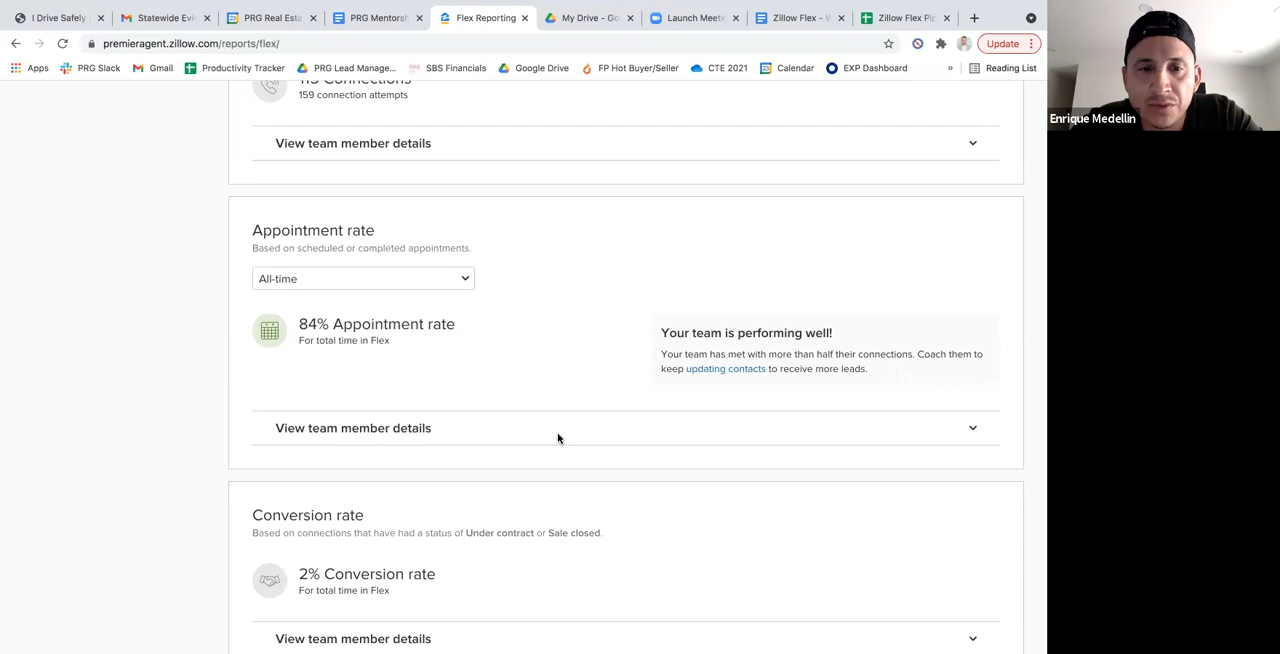 I Drive Safely
Statewide Evi
PRG Real Esta
PRG Mentorsh
Flex Reporting
My Drive - Go
Launch Meeti
Zillow Flex - W
Zillow Flex Pip
premieragent.zillow.com/reports/flex/
Update
Apps
PRG Slack
Gmail
Productivity Tracker
PRG Lead Manage...
SBS Financials
Google Drive
FP Hot Buyer/Seller
CTE 2021
Calendar
EXP Dashboard
»
Reading List
Enrique Medellin
Connections
159 connection attempts
View team member details
Appointment rate
Based on scheduled or completed appointments.
All-time
84% Appointment rate
For total time in Flex
Your team is performing well!
Your team has met with more than half their connections. Coach them to
keep updating contacts to receive more leads.
View team member details
Conversion rate
Based on connections that have had a status of Under contract or Sale closed.
2% Conversion rate
For total time in Flex
View team member details